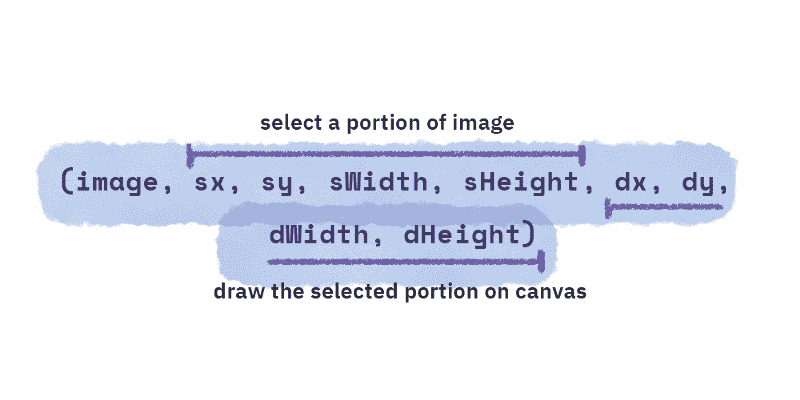 select a portion of image
(image, sx, sy, sWidth, sHeight, dx, dy,
dWidth, dHeight)
draw the selected portion on canvas